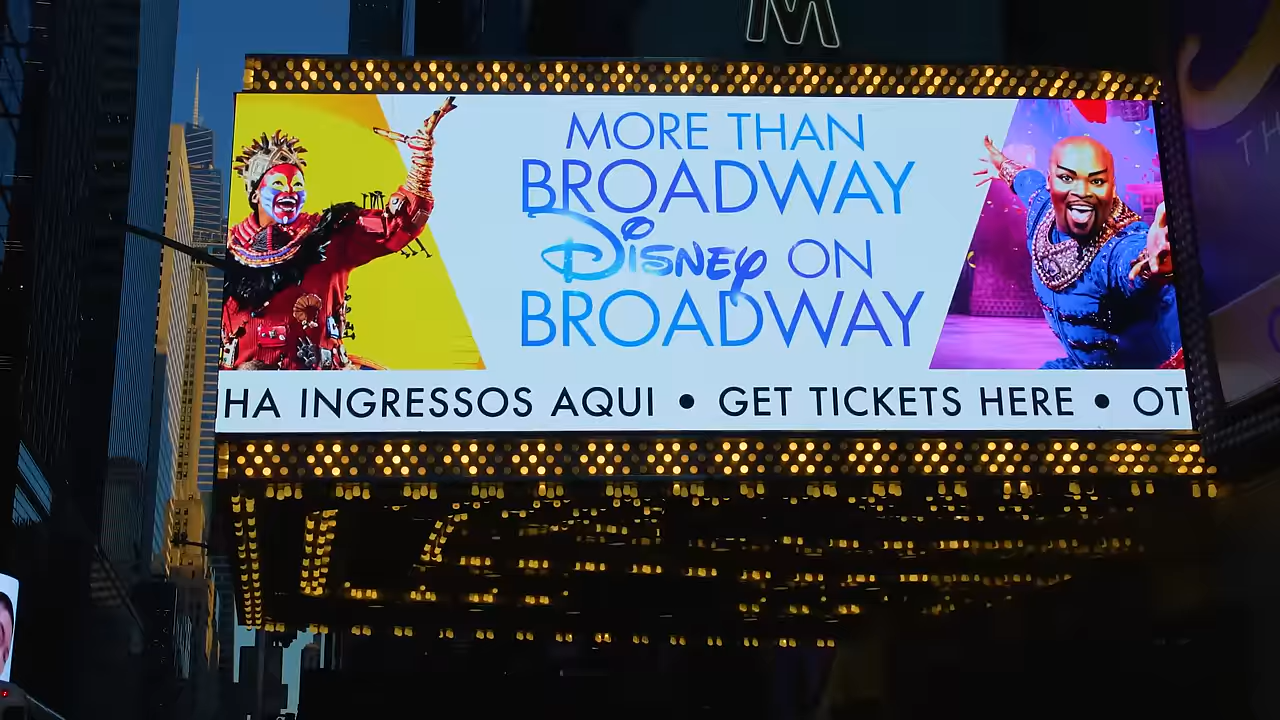 M
MORE THAN
BROADWAY
DISNEY ON
BROADWAY
HA INGRESSOS AQUI • GET TICKETS HERE • OT